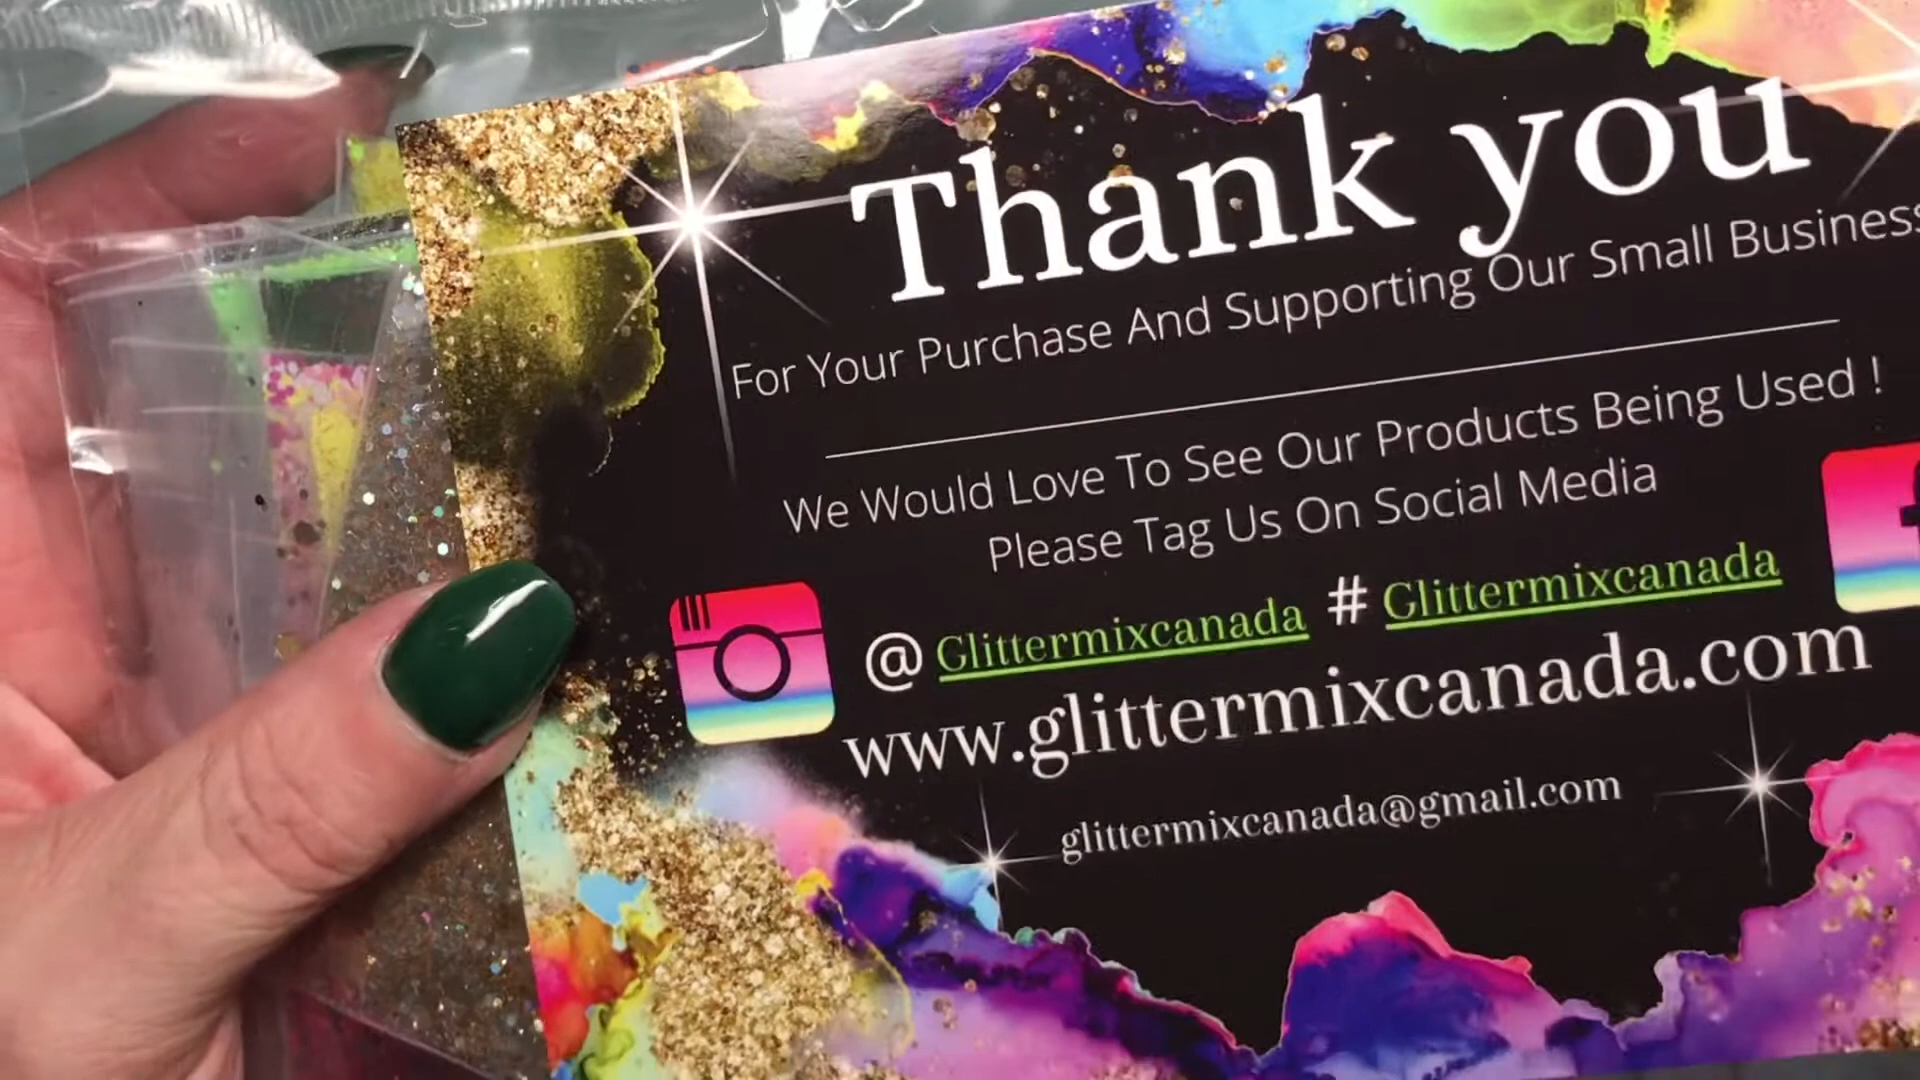 Thank you
For Your Purchase And Supporting Our Small Business
We Would Love To See Our Products Being Used !
Please Tag Us On Social Media
@ Glittermixcanada # Glittermixcanada
www.glittermixcanada.com
glittermixcanada@gmail.com